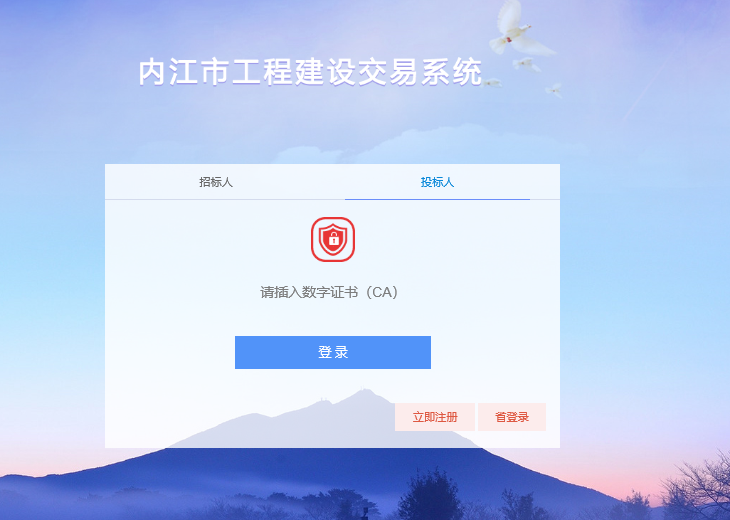 内江市工程建设交易系统
招标人
投标人
请插入数字证书（CA）
登录
立即注册
省登录